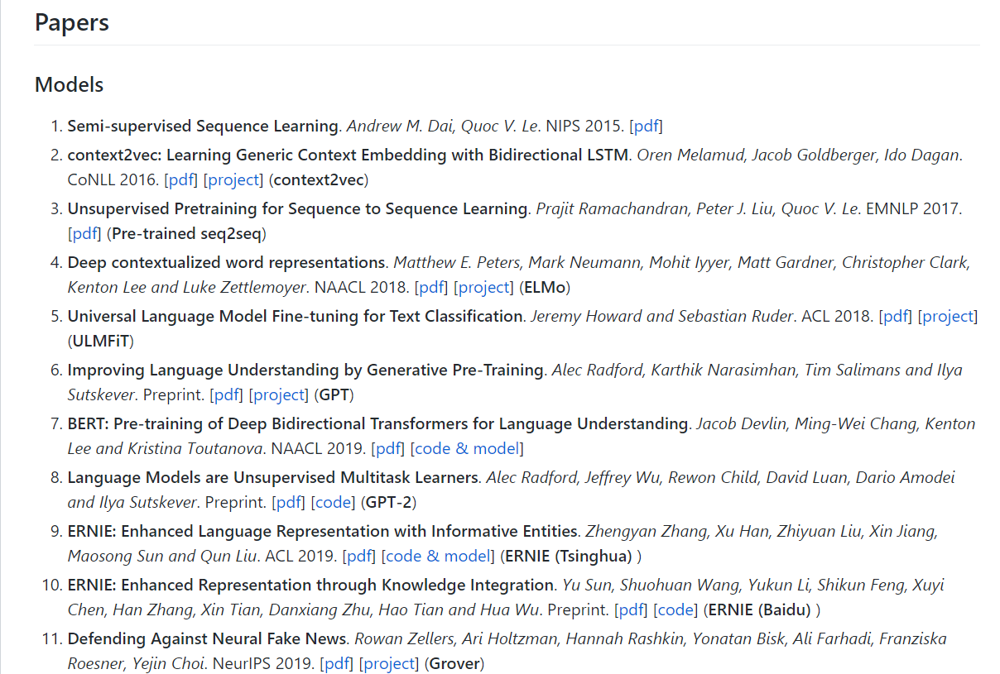 Papers
Models
1. Semi-supervised Sequence Learning. Andrew M. Dai, Quoc V. Le. NIPS 2015. [pdf]
2. context2vec: Learning Generic Context Embedding with Bidirectional LSTM. Oren Melamud, Jacob Goldberger, Ido Dagan.
CoNLL 2016. [pdf] [project] (context2vec)
3. Unsupervised Pretraining for Sequence to Sequence Learning. Prajit Ramachandran, Peter J. Liu, Quoc V. Le. EMNLP 2017.
[pdf] (Pre-trained seq2seq)
4. Deep contextualized word representations. Matthew E. Peters, Mark Neumann, Mohit Iyyer, Matt Gardner, Christopher Clark,
Kenton Lee and Luke Zettlemoyer. NAACL 2018. [pdf] [project] (ELMo)
5. Universal Language Model Fine-tuning for Text Classification. Jeremy Howard and Sebastian Ruder. ACL 2018. [pdf] [project]
(ULMFiT)
6. Improving Language Understanding by Generative Pre-Training. Alec Radford, Karthik Narasimhan, Tim Salimans and Ilya
Sutskever. Preprint. [pdf] [project] (GPT)
7. BERT: Pre-training of Deep Bidirectional Transformers for Language Understanding. Jacob Devlin, Ming-Wei Chang, Kenton
Lee and Kristina Toutanova. NAACL 2019. [pdf] [code & model]
8. Language Models are Unsupervised Multitask Learners. Alec Radford, Jeffrey Wu, Rewon Child, David Luan, Dario Amodei
and Ilya Sutskever. Preprint. [pdf] [code] (GPT-2)
9. ERNIE: Enhanced Language Representation with Informative Entities. Zhengyan Zhang, Xu Han, Zhiyuan Liu, Xin Jiang,
Maosong Sun and Qun Liu. ACL 2019. [pdf] [code & model] (ERNIE (Tsinghua) )
10. ERNIE: Enhanced Representation through Knowledge Integration. Yu Sun, Shuohuan Wang, Yukun Li, Shikun Feng, Xuyi
Chen, Han Zhang, Xin Tian, Danxiang Zhu, Hao Tian and Hua Wu. Preprint. [pdf] [code] (ERNIE (Baidu) )
11. Defending Against Neural Fake News. Rowan Zellers, Ari Holtzman, Hannah Rashkin, Yonatan Bisk, Ali Farhadi, Franziska
Roesner, Yejin Choi. NeurIPS 2019. [pdf] [project] (Grover)